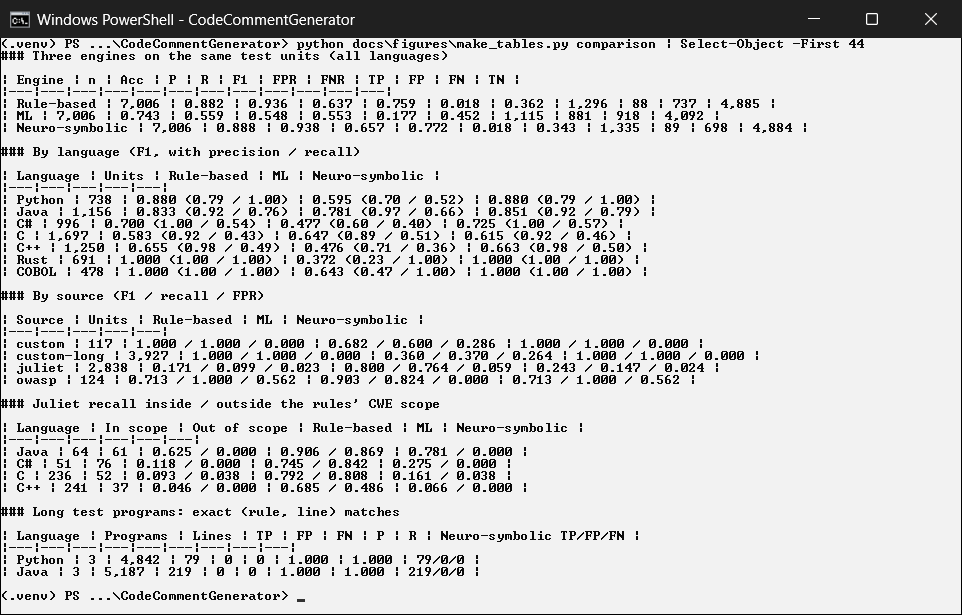 Windows PowerShell - CodeCommentGenerator
(.venv) PS ...\CodeCommentGenerator> python docs\figures\make_tables.py comparison | Select-Object -First 44
### Three engines on the same test units (all languages)
| Engine | n | Acc | P | R | F1 | FPR | FNR | TP | FP | FN | TN |
|---|---|---|---|---|---|---|---|---|---|---|---|
| Rule-based | 7,006 | 0.882 | 0.936 | 0.637 | 0.759 | 0.018 | 0.362 | 1,296 | 88 | 737 | 4,885 |
| ML | 7,006 | 0.743 | 0.559 | 0.548 | 0.553 | 0.177 | 0.452 | 1,115 | 881 | 918 | 4,092 |
| Neuro-symbolic | 7,006 | 0.888 | 0.938 | 0.657 | 0.772 | 0.018 | 0.343 | 1,335 | 89 | 698 | 4,884 |
### By language (F1, with precision / recall)
| Language | Units | Rule-based | ML | Neuro-symbolic |
|---|---|---|---|---|
| Python | 738 | 0.880 (0.79 / 1.00) | 0.595 (0.70 / 0.52) | 0.880 (0.79 / 1.00) |
| Java | 1,156 | 0.833 (0.92 / 0.76) | 0.781 (0.97 / 0.66) | 0.851 (0.92 / 0.79) |
| C# | 996 | 0.700 (1.00 / 0.54) | 0.477 (0.60 / 0.40) | 0.725 (1.00 / 0.57) |
| C | 1,697 | 0.583 (0.92 / 0.43) | 0.647 (0.89 / 0.51) | 0.615 (0.92 / 0.46) |
| C++ | 1,250 | 0.655 (0.98 / 0.49) | 0.476 (0.71 / 0.36) | 0.663 (0.98 / 0.50) |
| Rust | 691 | 1.000 (1.00 / 1.00) | 0.372 (0.23 / 1.00) | 1.000 (1.00 / 1.00) |
| COBOL | 478 | 1.000 (1.00 / 1.00) | 0.643 (0.47 / 1.00) | 1.000 (1.00 / 1.00) |
### By source (F1 / recall / FPR)
| Source | Units | Rule-based | ML | Neuro-symbolic |
|---|---|---|---|---|
| custom | 117 | 1.000 / 1.000 / 0.000 | 0.682 / 0.600 / 0.286 | 1.000 / 1.000 / 0.000 |
| custom-long | 3,927 | 1.000 / 1.000 / 0.000 | 0.360 / 0.370 / 0.264 | 1.000 / 1.000 / 0.000 |
| juliet | 2,838 | 0.171 / 0.099 / 0.023 | 0.800 / 0.764 / 0.059 | 0.243 / 0.147 / 0.024 |
| owasp | 124 | 0.713 / 1.000 / 0.562 | 0.903 / 0.824 / 0.000 | 0.713 / 1.000 / 0.562 |
### Juliet recall inside / outside the rules' CWE scope
| Language | In scope | Out of scope | Rule-based | ML | Neuro-symbolic |
|---|---|---|---|---|---|
| Java | 64 | 61 | 0.625 / 0.000 | 0.906 / 0.869 | 0.781 / 0.000 |
| C# | 51 | 76 | 0.118 / 0.000 | 0.745 / 0.842 | 0.275 / 0.000 |
| C | 236 | 52 | 0.093 / 0.038 | 0.792 / 0.808 | 0.161 / 0.038 |
| C++ | 241 | 37 | 0.046 / 0.000 | 0.685 / 0.486 | 0.066 / 0.000 |
### Long test programs: exact (rule, line) matches
| Language | Programs | Lines | TP | FP | FN | P | R | Neuro-symbolic TP/FP/FN |
|---|---|---|---|---|---|---|---|---|
| Python | 3 | 4,842 | 79 | 0 | 0 | 1.000 | 1.000 | 79/0/0 |
| Java | 3 | 5,187 | 219 | 0 | 0 | 1.000 | 1.000 | 219/0/0 |
(.venv) PS ...\CodeCommentGenerator> _